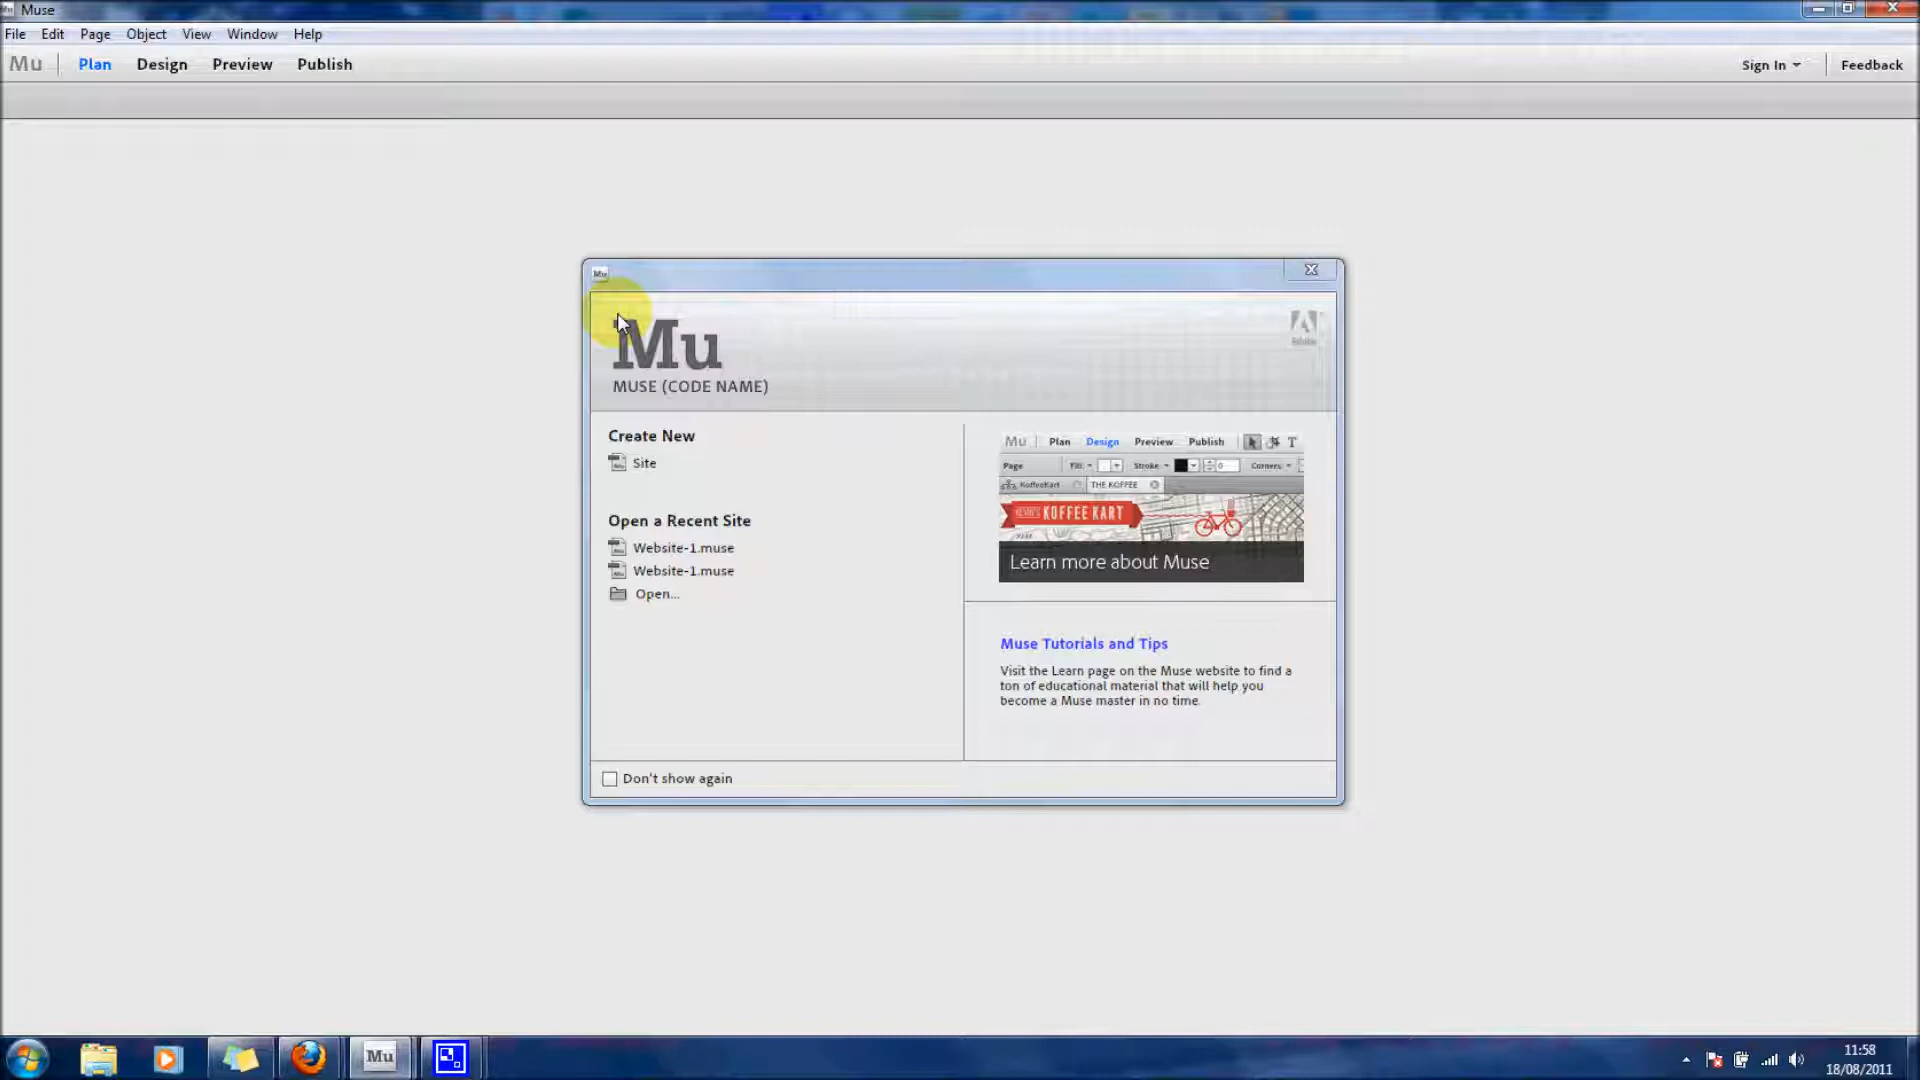 Muse
File Edit Page Object View Window Help
Mu Plan Design Preview Publish Sign In Feedback
Mu
Mu
Adobe
MUSE (CODE NAME)
Create New
Site
Open a Recent Site
Website-1.muse
Website-1.muse
Open...
Mu Plan Design Preview Publish T
Page Fill: Stroke 0 Corners:
KoffeeKart THE KOFFEE
KOFFEE KART
Learn more about Muse
Muse Tutorials and Tips
Visit the Learn page on the Muse website to find a
ton of educational material that will help you
become a Muse master in no time.
Don't show again
Mu
11:58
18/08/2011